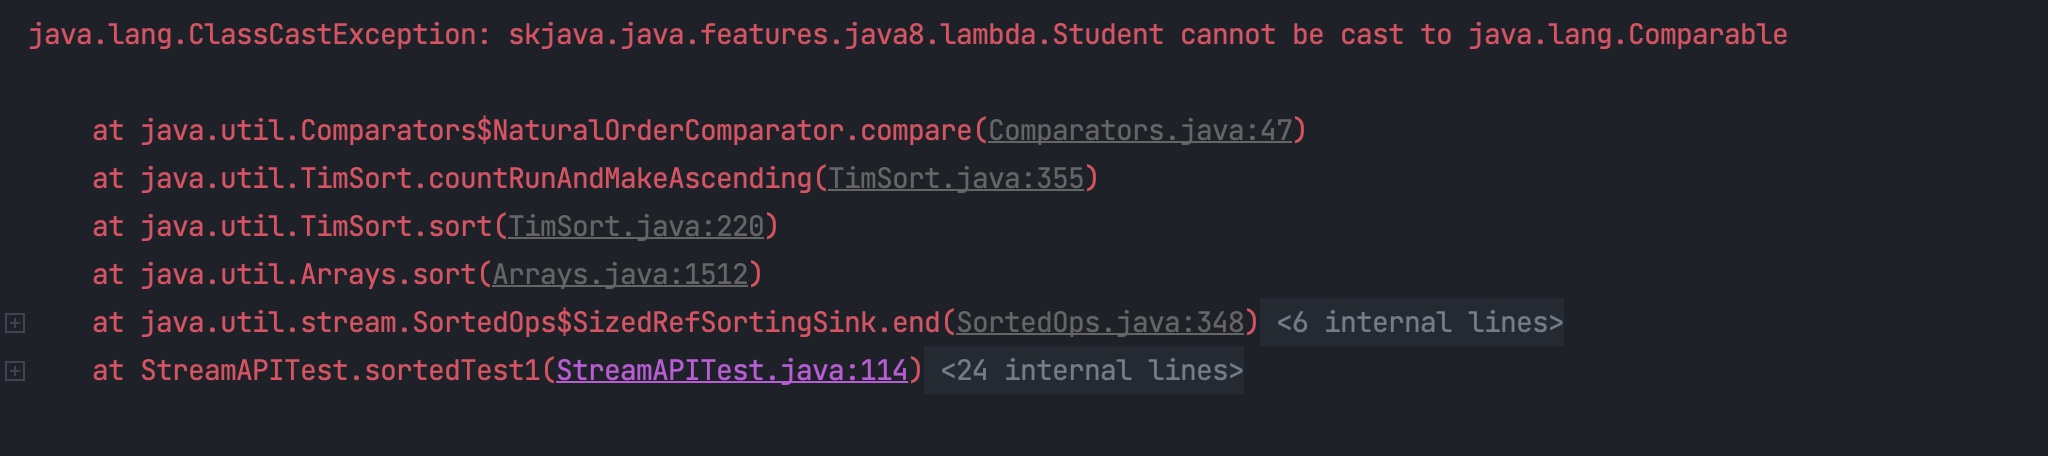 java.lang.ClassCastException: skjava.java.features.java8.lambda.Student cannot be cast to java.lang.Comparable
at java.util.Comparators$NaturalOrderComparator.compare(Comparators.java:47)
at java.util.TimSort.countRunAndMakeAscending(TimSort.java:355)
at java.util.TimSort.sort(TimSort.java:220)
at java.util.Arrays.sort(Arrays.java:1512)
at java.util.stream.SortedOps$SizedRefSortingSink.end(SortedOps.java:348) <6 internal lines>
at StreamAPITest.sortedTest1(StreamAPITest.java:114) <24 internal lines>